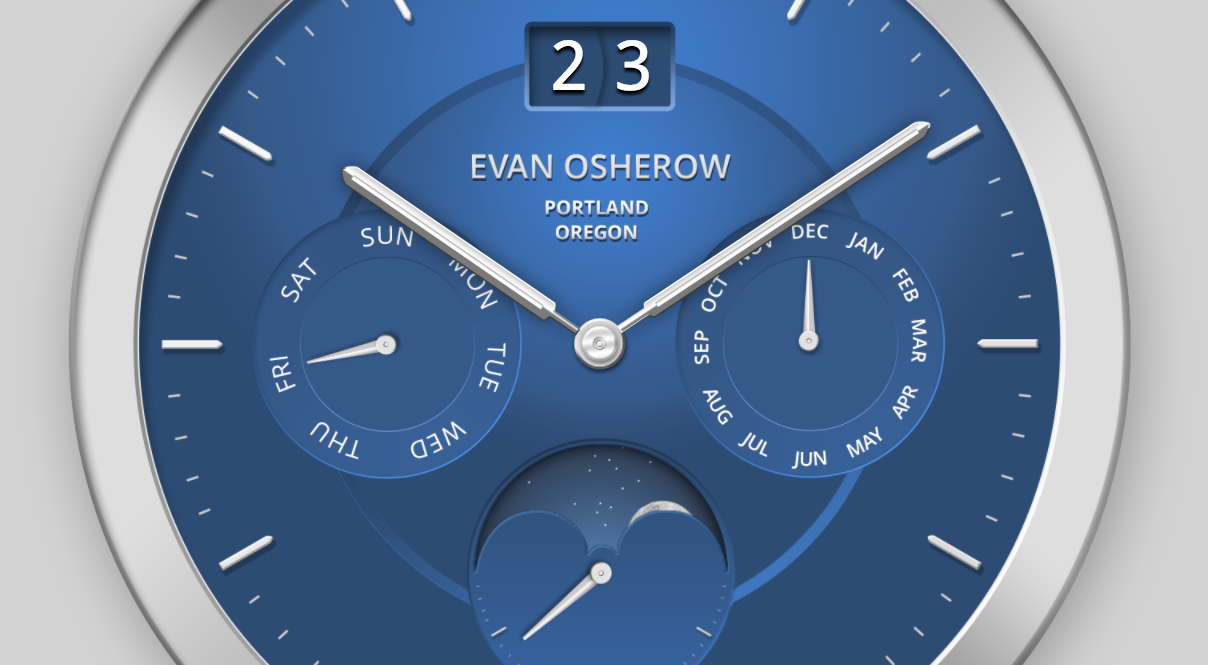 23
EVAN OSHEROW
PORTLAND
OREGON
SUN
MON
TUE
WED
THU
FRI
SAT
DEC
JAN
FEB
MAR
APR
MAY
JUN
JUL
AUG
SEP
OCT
NOV